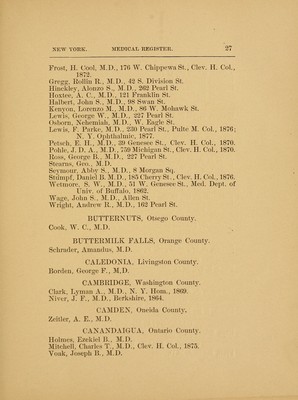 NEW YORK. MEDICAL REGISTER. 27
Frost, H. Cool, M.D., 176 W. Chippewa St., Clev. H. Col.,
1872.
Gregg, Rollin R., M.D., 42 S. Division St.
Hinckley, Alonzo S., M.D., 262 Pearl St.
Hoxter, A. C., M.D., 121 Franklin St.
Halbert, John S., M.D., 98 Swan St.
Kenyon, Lorenzo M., M.D., 86 W. Mohawk St.
Lewis, George W., M.D., 227 Pearl St.
Osborn, Nehemiah, M.D., W. Eagle St.
Lewis, F. Parke, M.D., 230 Pearl St., Pulte M. Col., 1876;
N. Y. Ophthalmic, 1877.
Petsch, E. H., M.D., 39 Genesee St., Clev. H. Col., 1870.
Pohle, J. D. A., M.D., 759 Michigan St., Clev. H. Col., 1870.
Ross, George R., M.D., 227 Pearl St.
Stearns, Geo., M.D.
Seymour, Abby S., M.D., 8 Morgan Sq.
Stumpf, Daniel B. M.D., 185 Cherry St., Clev. H. Col., 1876.
Wetmore, S. W., M.D., 51 W. Genesee St., Med. Dept. of
Univ. of Buffalo, 1862.
Wage, John S., M.D., Allen St.
Wright, Andrew R., M.D., 162 Pearl St.
BUTTERNUTS, Otsego County.
Cook, W. C., M.D.
BUTTERMILK FALLS, Orange County.
Schrader, Amandus, M.D.
CALEDONIA, Livingston County.
Borden, George F., M.D.
CAMBRIDGE, Washington County.
Clark, Lyman A., M.D., N. Y. Hom., 1869.
Niver, J. F., M.D., Berkshire, 1864.
CAMDEN, Oneida County.
Zeitler, A. E., M.D.
CANANDAIGUA, Ontario County.
Holmes, Ezekiel B., M.D.
Mitchell, Charles T., M.D., Clev. H. Col., 1875.
Voak, Joseph B., M.D.